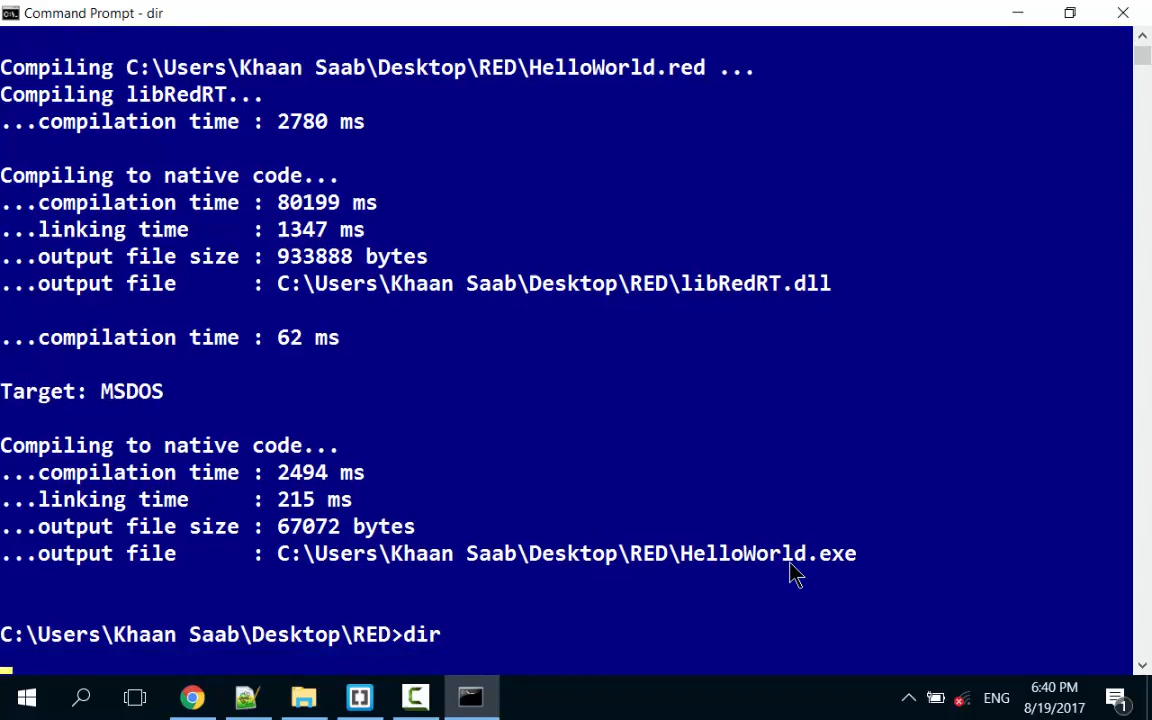 Command Prompt - dir
Compiling C:\Users\Khaan Saab\Desktop\RED\HelloWorld.red ...
Compiling libRedRT...
...compilation time : 2780 ms
Compiling to native code...
...compilation time : 80199 ms
...linking time     : 1347 ms
...output file size : 933888 bytes
...output file      : C:\Users\Khaan Saab\Desktop\RED\libRedRT.dll
...compilation time : 62 ms
Target: MSDOS
Compiling to native code...
...compilation time : 2494 ms
...linking time     : 215 ms
...output file size : 67072 bytes
...output file      : C:\Users\Khaan Saab\Desktop\RED\HelloWorld.exe
C:\Users\Khaan Saab\Desktop\RED>dir
ENG
6:40 PM
8/19/2017
1